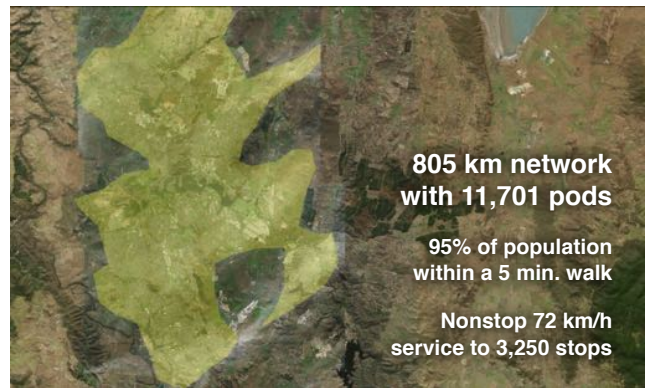 805 km network
with 11,701 pods
95% of population
within a 5 min. walk
Nonstop 72 km/h
service to 3,250 stops